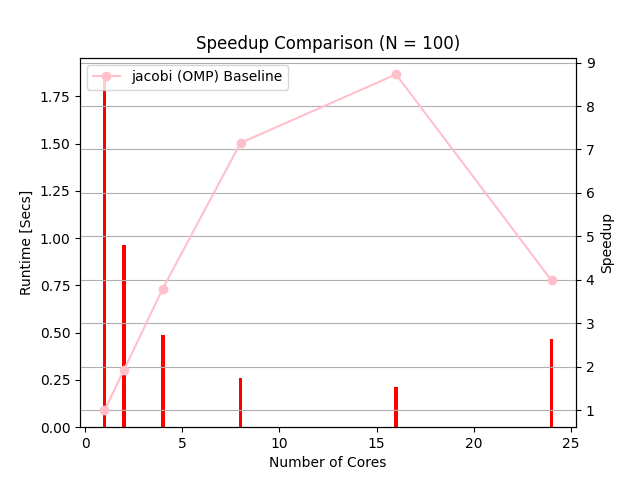 Speedup Comparison (N = 100)
jacobi (OMP) Baseline
Runtime [Secs]
1.75
1.50
1.25
1.00
0.75
0.50
0.25
0.00
9
8
7
6
5
4
3
2
1
Speedup
0 5 10 15 20 25
Number of Cores